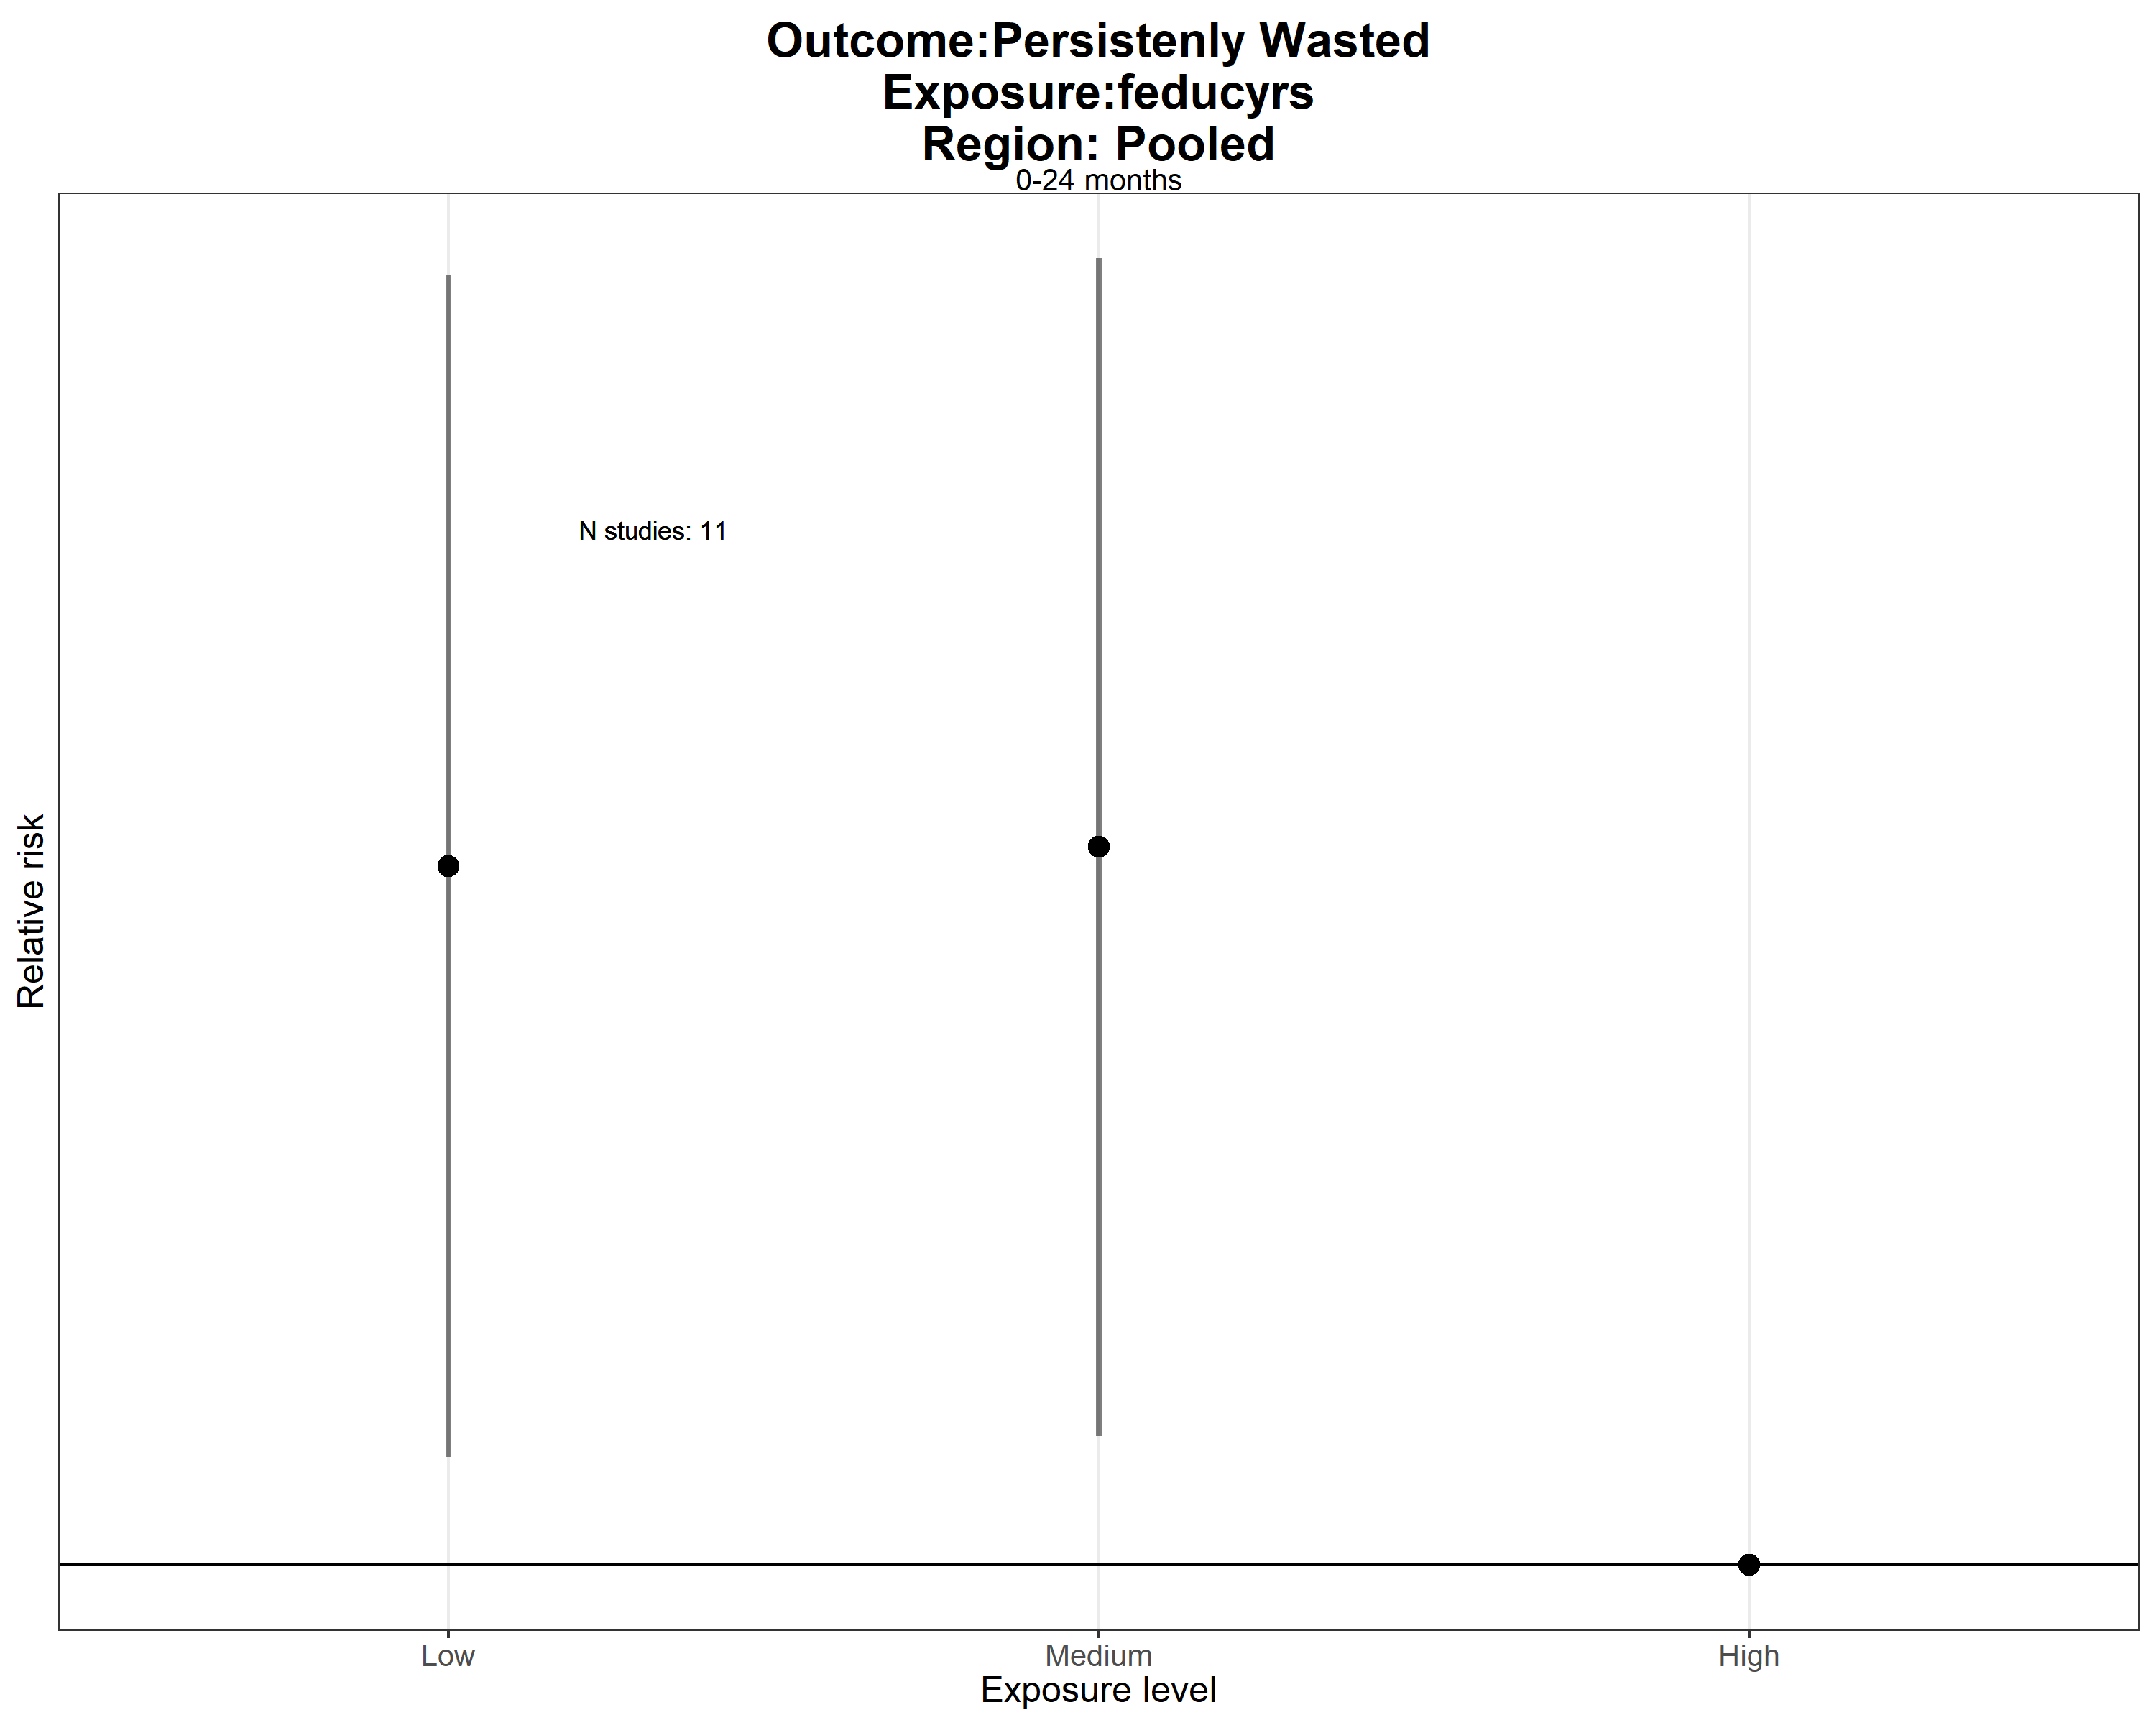 Outcome:Persistenly Wasted
Exposure:feducyrs
Region: Pooled
0-24 months
N studies: 11
Relative risk
Low
Medium
High
Exposure level